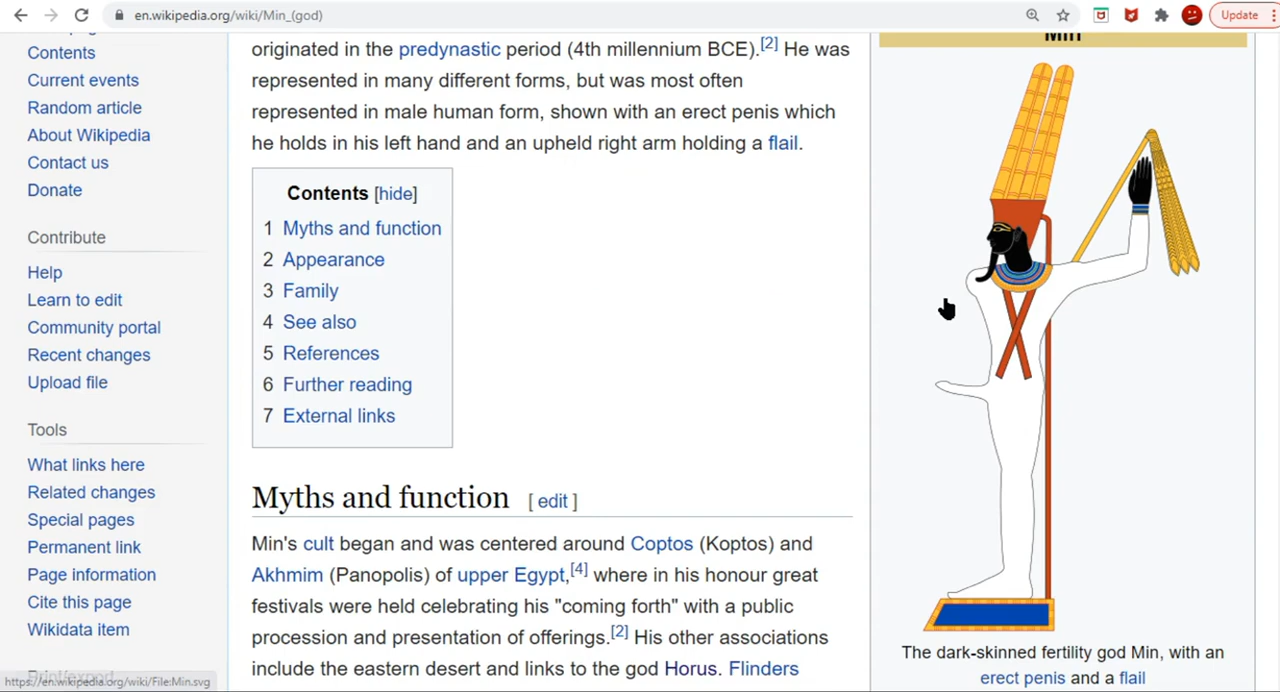 en.wikipedia.org/wiki/Min_(god)
Update
Contents
Current events
Random article
About Wikipedia
Contact us
Donate
Contribute
Help
Learn to edit
Community portal
Recent changes
Upload file
Tools
What links here
Related changes
Special pages
Permanent link
Page information
Cite this page
Wikidata item
Print/export
https://en.wikipedia.org/wiki/File:Min.svg
originated in the predynastic period (4th millennium BCE).[2] He was
represented in many different forms, but was most often
represented in male human form, shown with an erect penis which
he holds in his left hand and an upheld right arm holding a flail.
Contents [hide]
1 Myths and function
2 Appearance
3 Family
4 See also
5 References
6 Further reading
7 External links
Myths and function [ edit ]
Min's cult began and was centered around Coptos (Koptos) and
Akhmim (Panopolis) of upper Egypt,[4] where in his honour great
festivals were held celebrating his "coming forth" with a public
procession and presentation of offerings.[2] His other associations
include the eastern desert and links to the god Horus. Flinders
Min
The dark-skinned fertility god Min, with an
erect penis and a flail